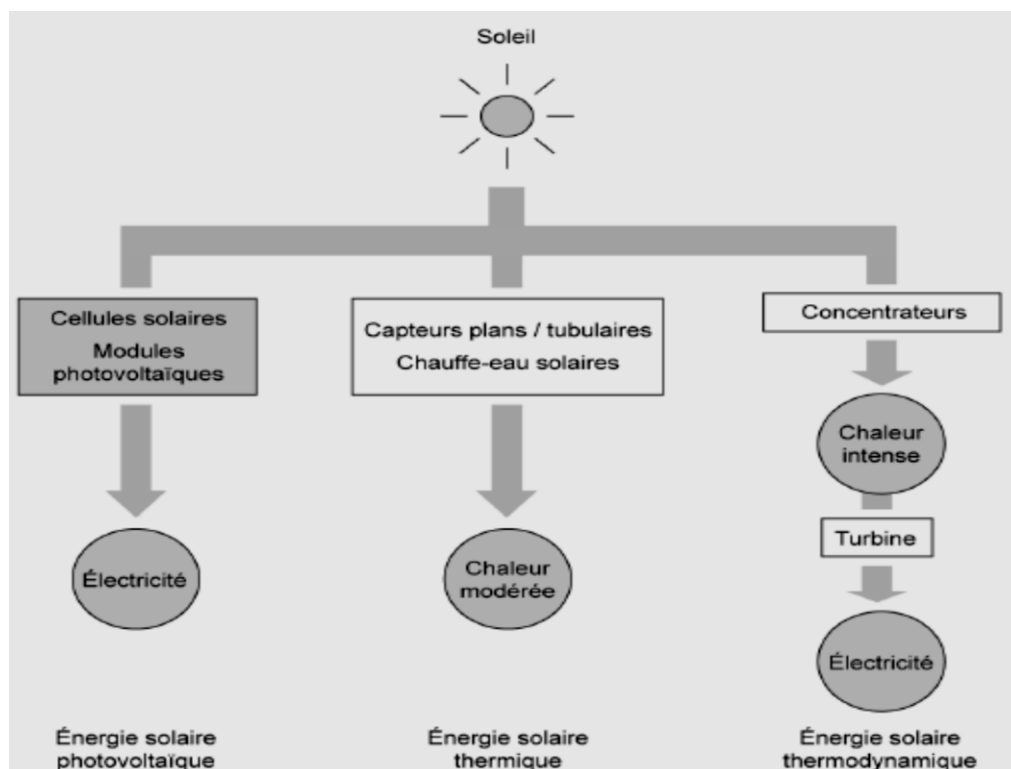 Soleil
Cellules solaires
Modules
photovoltaïques
Électricité
Énergie solaire
photovoltaïque
Capteurs plans / tubulaires
Chauffe-eau solaires
Chaleur
modérée
Énergie solaire
thermique
Concentrateurs
Chaleur
intense
Turbine
Électricité
Énergie solaire
thermodynamique